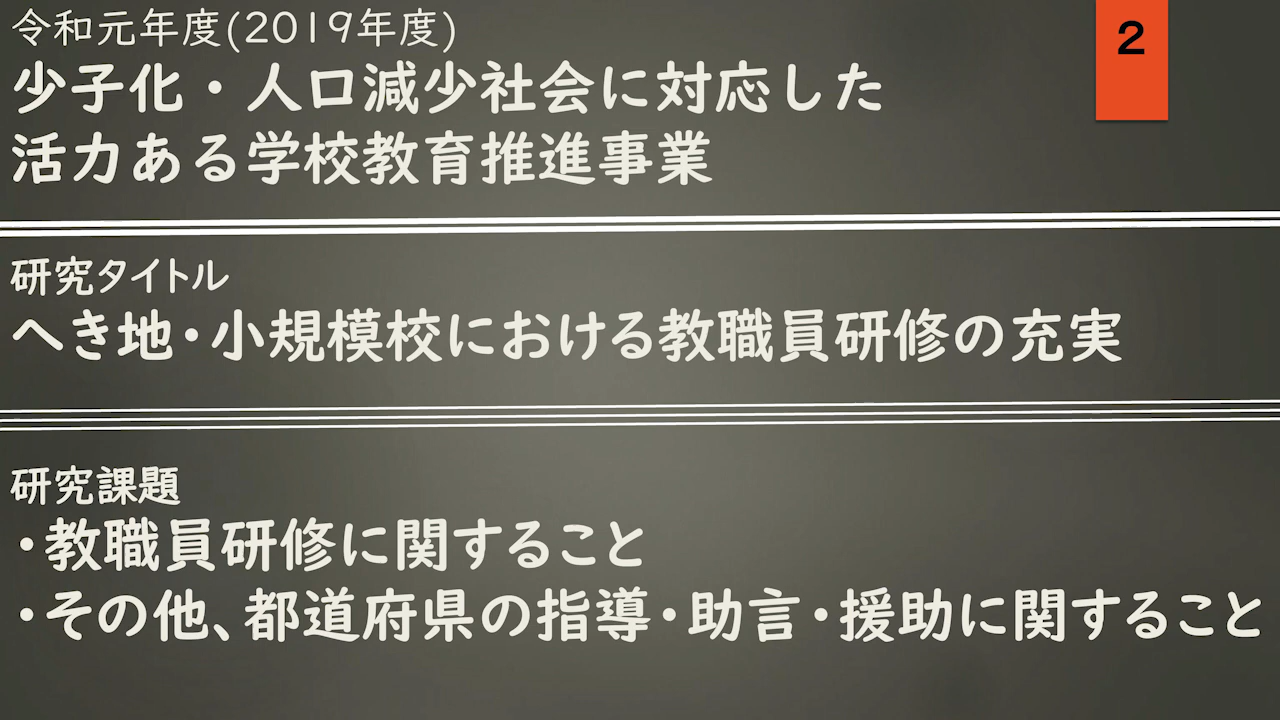 令和元年度(2019年度)
2
少子化・人口減少社会に対応した
活力ある学校教育推進事業
研究タイトル
へき地・小規模校における教職員研修の充実
研究課題
・教職員研修に関すること
・その他、都道府県の指導・助言・援助に関すること